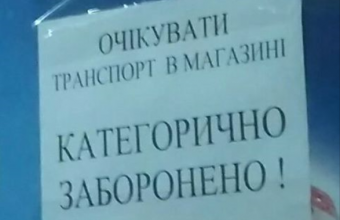 ОЧІКУВАТИ
ТРАНСПОРТ В МАГАЗИНІ
КАТЕГОРИЧНО
ЗАБОРОНЕНО !